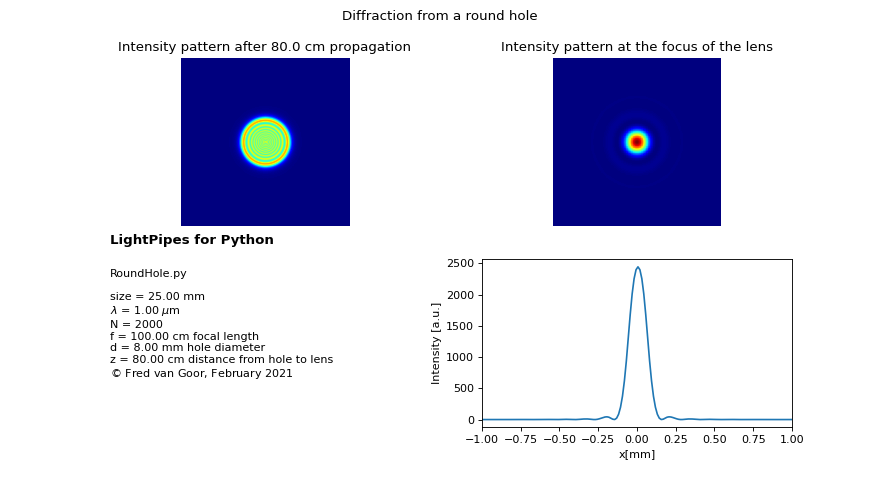 Diffraction from a round hole
Intensity pattern after 80.0 cm propagation
Intensity pattern at the focus of the lens
LightPipes for Python
RoundHole.py
size = 25.00 mm
λ = 1.00 μm
N = 2000
f = 100.00 cm focal length
d = 8.00 mm hole diameter
z = 80.00 cm distance from hole to lens
© Fred van Goor, February 2021
Intensity [a.u.]
2500
2000
1500
1000
500
0
−1.00 −0.75 −0.50 −0.25 0.00 0.25 0.50 0.75 1.00
x[mm]